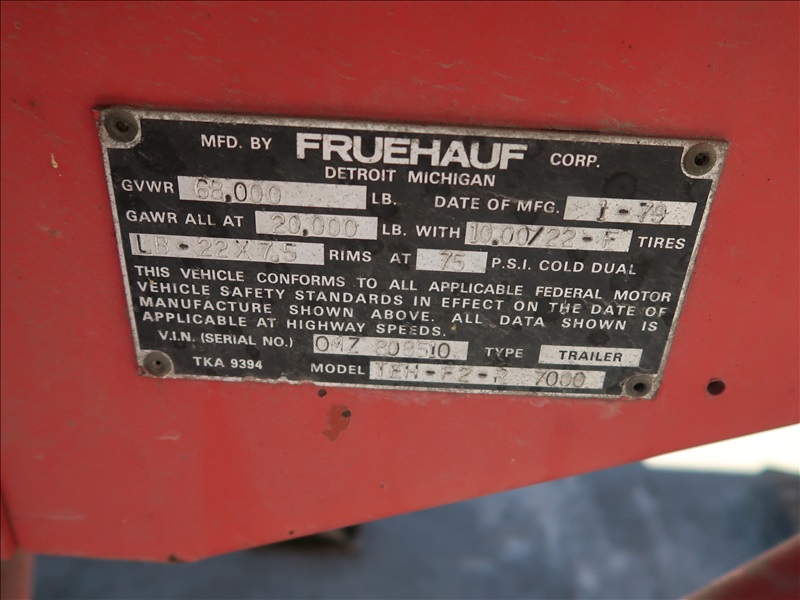 MFD. BY FRUEHAUF CORP.
DETROIT MICHIGAN
GVWR 68,000 LB. DATE OF MFG. 1-79
GAWR ALL AT 20,000 LB. WITH 10.00/22-F TIRES
LB-22X7.5 RIMS AT 75 P.S.I. COLD DUAL
THIS VEHICLE CONFORMS TO ALL APPLICABLE FEDERAL MOTOR
VEHICLE SAFETY STANDARDS IN EFFECT ON THE DATE OF
MANUFACTURE SHOWN ABOVE. ALL DATA SHOWN IS
APPLICABLE AT HIGHWAY SPEEDS.
V.I.N. (SERIAL NO.) OMZ TYPE TRAILER
TKA 9394 MODEL 7000